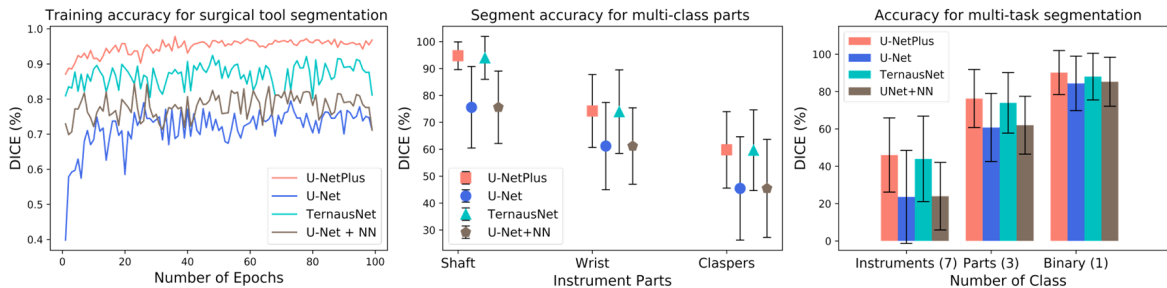 Training accuracy for surgical tool segmentation
DICE (%)
1.0
0.9
0.8
0.7
0.6
0.5
0.4
U-NetPlus
U-Net
TernausNet
U-Net + NN
0 20 40 60 80 100
Number of Epochs
Segment accuracy for multi-class parts
DICE (%)
100
90
80
70
60
50
40
30
U-NetPlus
U-Net
TernausNet
U-Net+NN
Shaft Wrist Claspers
Instrument Parts
Accuracy for multi-task segmentation
DICE (%)
100
80
60
40
20
0
U-NetPlus
U-Net
TernausNet
UNet+NN
Instruments (7) Parts (3) Binary (1)
Number of Class